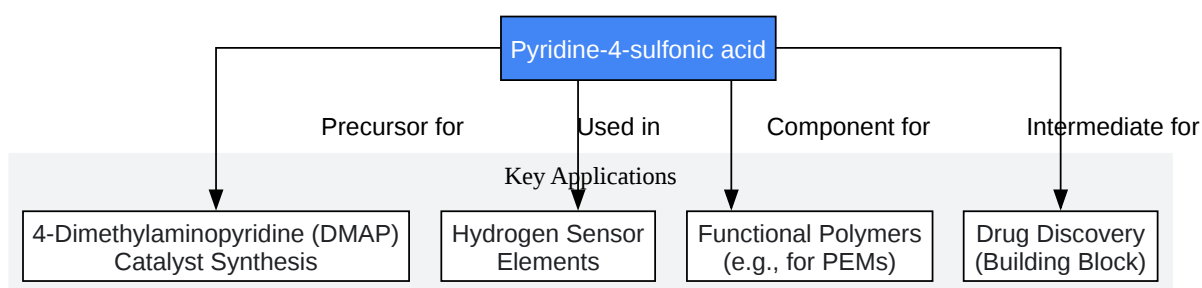 Pyridine-4-sulfonic acid
Precursor for
Used in
Component for
Intermediate for
Key Applications
4-Dimethylaminopyridine (DMAP)
Catalyst Synthesis
Hydrogen Sensor
Elements
Functional Polymers
(e.g., for PEMs)
Drug Discovery
(Building Block)